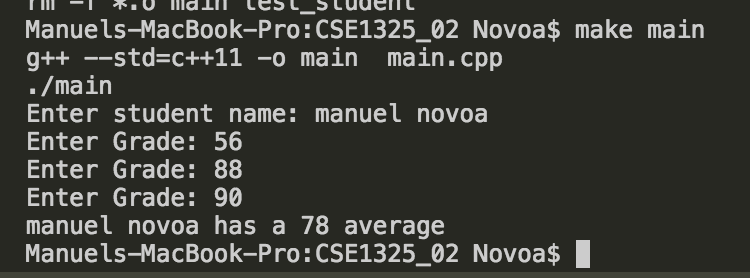 rm -f *.o main test_student
Manuels-MacBook-Pro:CSE1325_02 Novoa$ make main
g++ --std=c++11 -o main  main.cpp
./main
Enter student name: manuel novoa
Enter Grade: 56
Enter Grade: 88
Enter Grade: 90
manuel novoa has a 78 average
Manuels-MacBook-Pro:CSE1325_02 Novoa$